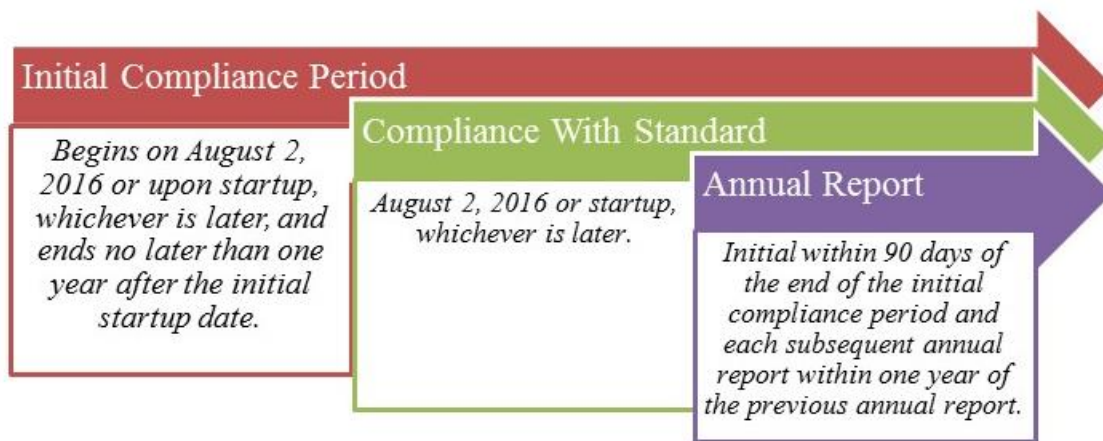 Initial Compliance Period
Begins on August 2,
2016 or upon startup,
whichever is later, and
ends no later than one
year after the initial
startup date.
Compliance With Standard
August 2, 2016 or startup,
whichever is later.
Annual Report
Initial within 90 days of
the end of the initial
compliance period and
each subsequent annual
report within one year of
the previous annual report.